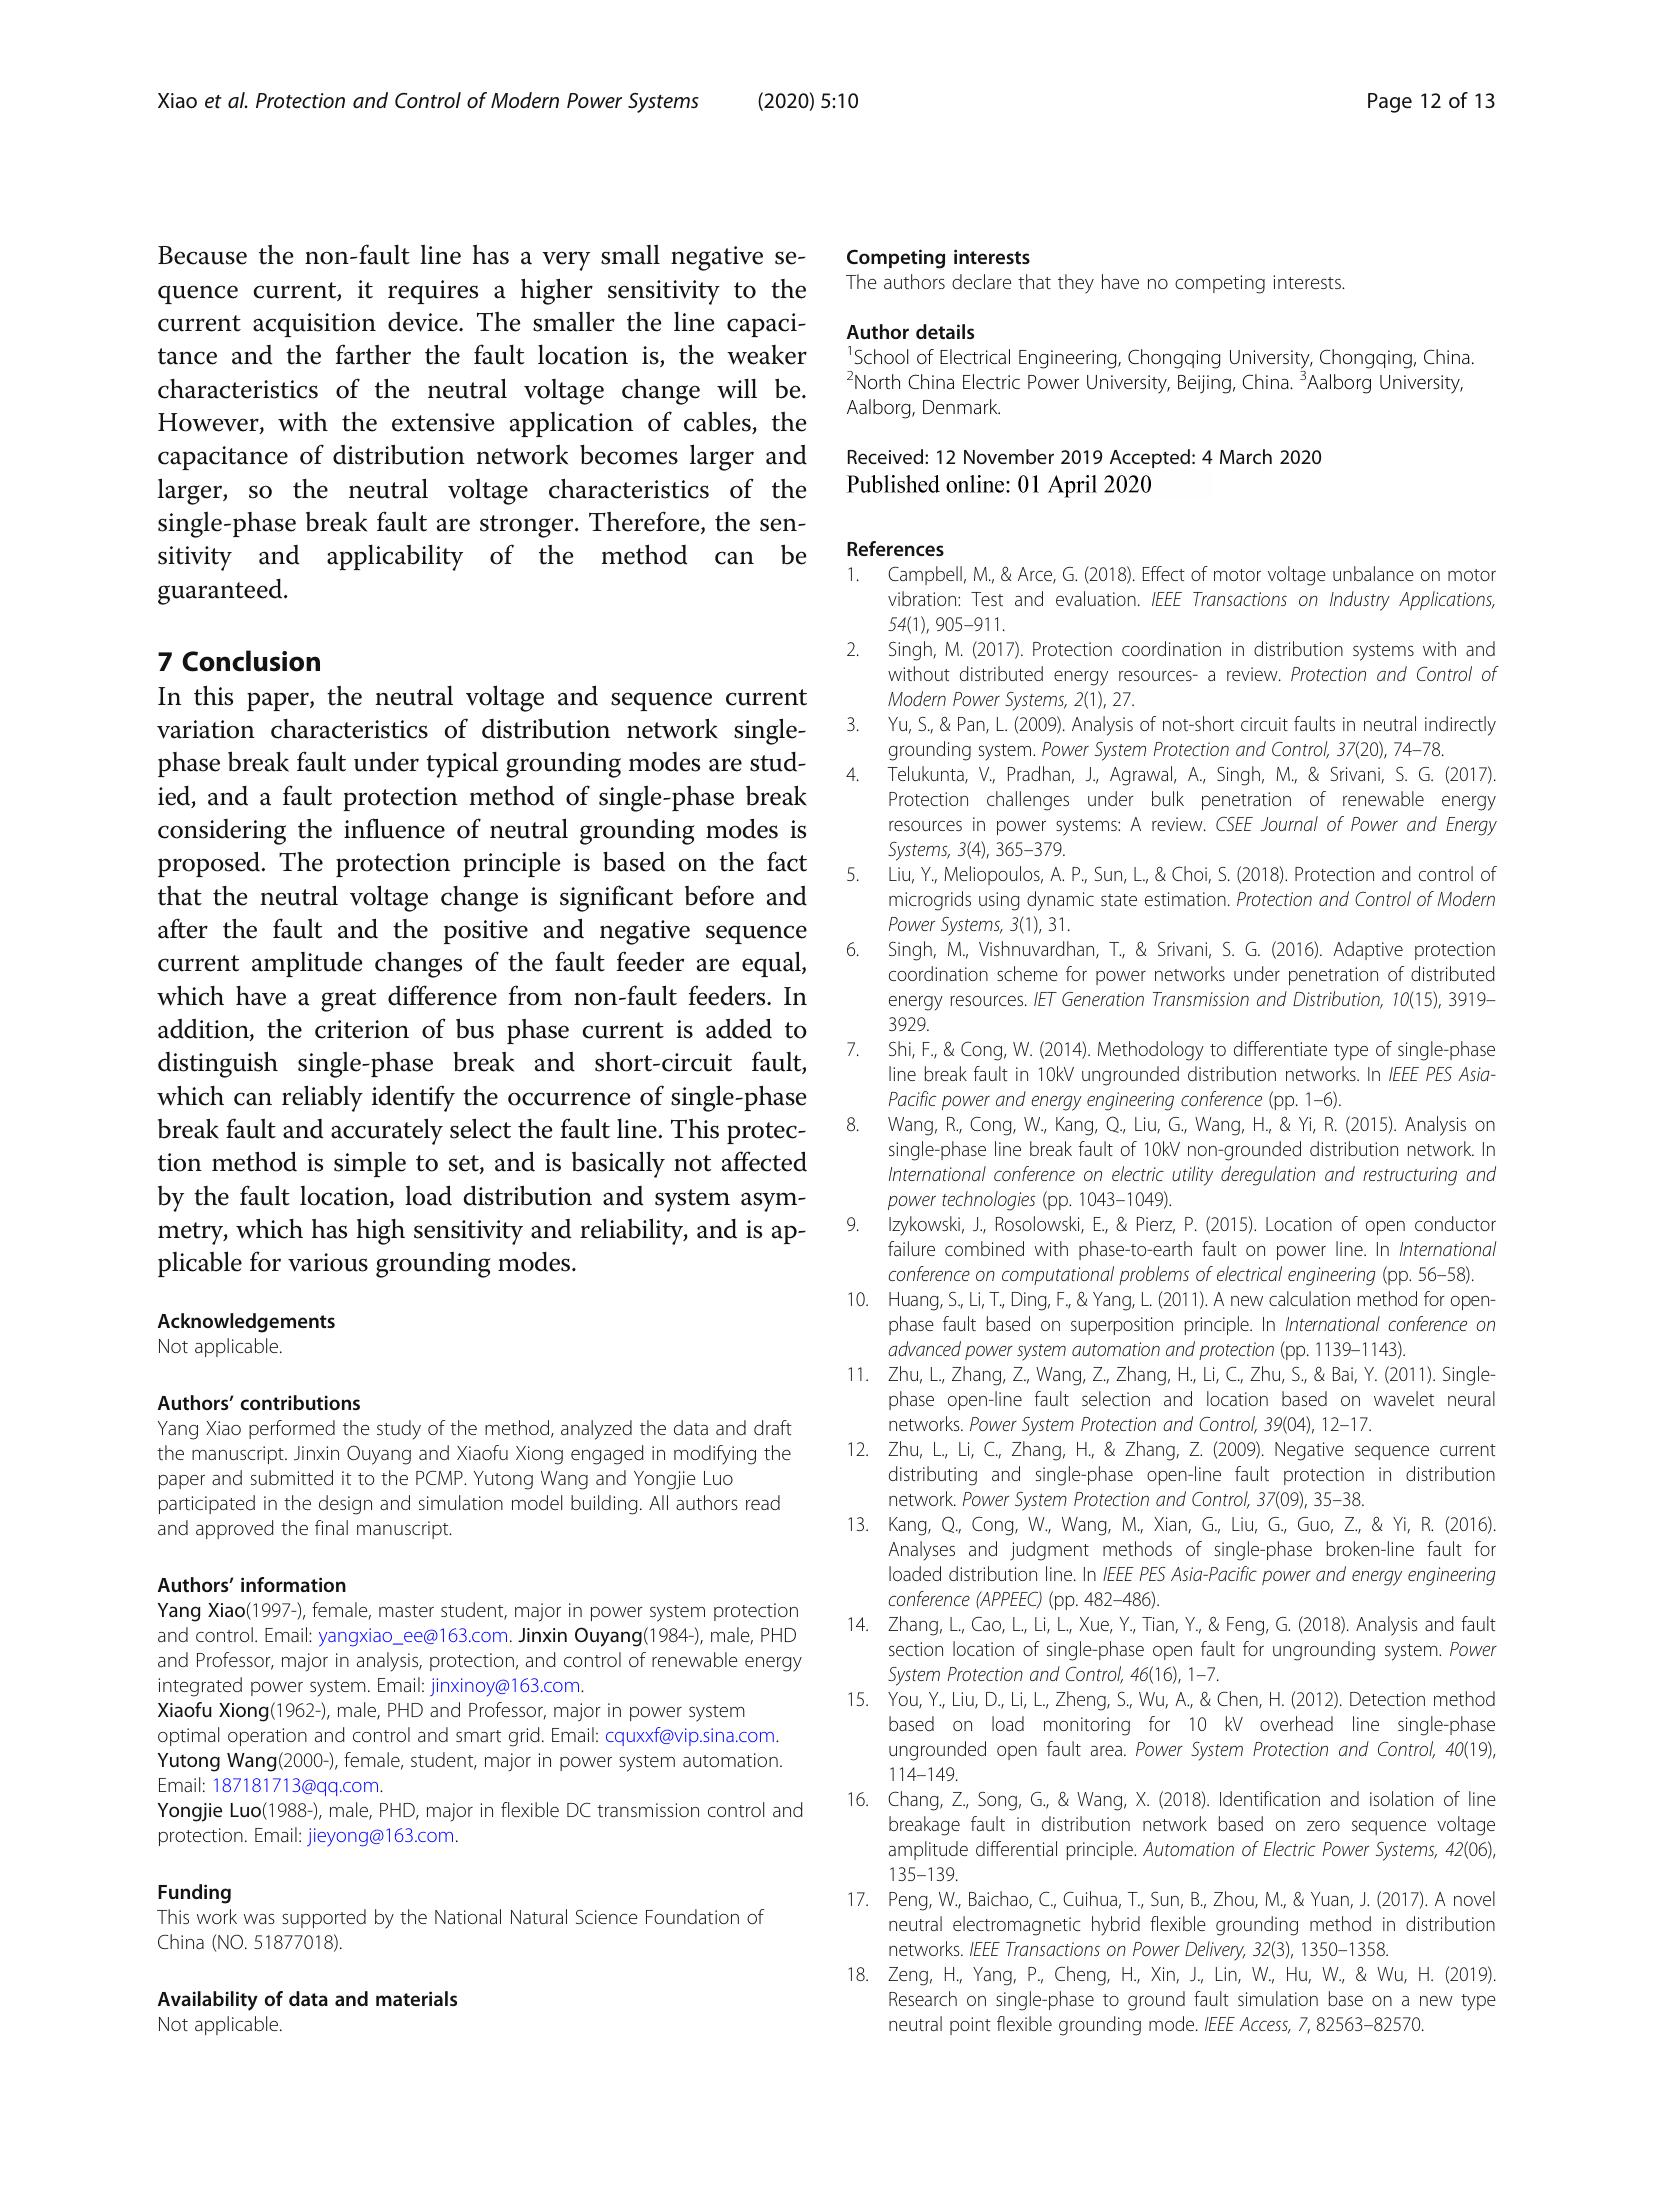 Xiao et al. Protection and Control of Modern Power Systems (2020) 5:10 Page 12 of 13
Because the non-fault line has a very small negative se-
quence current, it requires a higher sensitivity to the
current acquisition device. The smaller the line capaci-
tance and the farther the fault location is, the weaker
characteristics of the neutral voltage change will be.
However, with the extensive application of cables, the
capacitance of distribution network becomes larger and
larger, so the neutral voltage characteristics of the
single-phase break fault are stronger. Therefore, the sen-
sitivity and applicability of the method can be
guaranteed.
7 Conclusion
In this paper, the neutral voltage and sequence current
variation characteristics of distribution network single-
phase break fault under typical grounding modes are stud-
ied, and a fault protection method of single-phase break
considering the influence of neutral grounding modes is
proposed. The protection principle is based on the fact
that the neutral voltage change is significant before and
after the fault and the positive and negative sequence
current amplitude changes of the fault feeder are equal,
which have a great difference from non-fault feeders. In
addition, the criterion of bus phase current is added to
distinguish single-phase break and short-circuit fault,
which can reliably identify the occurrence of single-phase
break fault and accurately select the fault line. This protec-
tion method is simple to set, and is basically not affected
by the fault location, load distribution and system asym-
metry, which has high sensitivity and reliability, and is ap-
plicable for various grounding modes.
Acknowledgements
Not applicable.
Authors’ contributions
Yang Xiao performed the study of the method, analyzed the data and draft
the manuscript. Jinxin Ouyang and Xiaofu Xiong engaged in modifying the
paper and submitted it to the PCMP. Yutong Wang and Yongjie Luo
participated in the design and simulation model building. All authors read
and approved the final manuscript.
Authors’ information
Yang Xiao(1997-), female, master student, major in power system protection
and control. Email: yangxiao_ee@163.com. Jinxin Ouyang(1984-), male, PHD
and Professor, major in analysis, protection, and control of renewable energy
integrated power system. Email: jinxinoy@163.com.
Xiaofu Xiong(1962-), male, PHD and Professor, major in power system
optimal operation and control and smart grid. Email: cquxxf@vip.sina.com.
Yutong Wang(2000-), female, student, major in power system automation.
Email: 187181713@qq.com.
Yongjie Luo(1988-), male, PHD, major in flexible DC transmission control and
protection. Email: jieyong@163.com.
Funding
This work was supported by the National Natural Science Foundation of
China (NO. 51877018).
Availability of data and materials
Not applicable.
Competing interests
The authors declare that they have no competing interests.
Author details
1School of Electrical Engineering, Chongqing University, Chongqing, China.
2North China Electric Power University, Beijing, China. 3Aalborg University,
Aalborg, Denmark.
Received: 12 November 2019 Accepted: 4 March 2020
Published online: 01 April 2020
References
1. Campbell, M., & Arce, G. (2018). Effect of motor voltage unbalance on motor
vibration: Test and evaluation. IEEE Transactions on Industry Applications,
54(1), 905–911.
2. Singh, M. (2017). Protection coordination in distribution systems with and
without distributed energy resources- a review. Protection and Control of
Modern Power Systems, 2(1), 27.
3. Yu, S., & Pan, L. (2009). Analysis of not-short circuit faults in neutral indirectly
grounding system. Power System Protection and Control, 37(20), 74–78.
4. Telukunta, V., Pradhan, J., Agrawal, A., Singh, M., & Srivani, S. G. (2017).
Protection challenges under bulk penetration of renewable energy
resources in power systems: A review. CSEE Journal of Power and Energy
Systems, 3(4), 365–379.
5. Liu, Y., Meliopoulos, A. P., Sun, L., & Choi, S. (2018). Protection and control of
microgrids using dynamic state estimation. Protection and Control of Modern
Power Systems, 3(1), 31.
6. Singh, M., Vishnuvardhan, T., & Srivani, S. G. (2016). Adaptive protection
coordination scheme for power networks under penetration of distributed
energy resources. IET Generation Transmission and Distribution, 10(15), 3919–
3929.
7. Shi, F., & Cong, W. (2014). Methodology to differentiate type of single-phase
line break fault in 10kV ungrounded distribution networks. In IEEE PES Asia-
Pacific power and energy engineering conference (pp. 1–6).
8. Wang, R., Cong, W., Kang, Q., Liu, G., Wang, H., & Yi, R. (2015). Analysis on
single-phase line break fault of 10kV non-grounded distribution network. In
International conference on electric utility deregulation and restructuring and
power technologies (pp. 1043–1049).
9. Izykowski, J., Rosolowski, E., & Pierz, P. (2015). Location of open conductor
failure combined with phase-to-earth fault on power line. In International
conference on computational problems of electrical engineering (pp. 56–58).
10. Huang, S., Li, T., Ding, F., & Yang, L. (2011). A new calculation method for open-
phase fault based on superposition principle. In International conference on
advanced power system automation and protection (pp. 1139–1143).
11. Zhu, L., Zhang, Z., Wang, Z., Zhang, H., Li, C., Zhu, S., & Bai, Y. (2011). Single-
phase open-line fault selection and location based on wavelet neural
networks. Power System Protection and Control, 39(04), 12–17.
12. Zhu, L., Li, C., Zhang, H., & Zhang, Z. (2009). Negative sequence current
distributing and single-phase open-line fault protection in distribution
network. Power System Protection and Control, 37(09), 35–38.
13. Kang, Q., Cong, W., Wang, M., Xian, G., Liu, G., Guo, Z., & Yi, R. (2016).
Analyses and judgment methods of single-phase broken-line fault for
loaded distribution line. In IEEE PES Asia-Pacific power and energy engineering
conference (APPEEC) (pp. 482–486).
14. Zhang, L., Cao, L., Li, L., Xue, Y., Tian, Y., & Feng, G. (2018). Analysis and fault
section location of single-phase open fault for ungrounding system. Power
System Protection and Control, 46(16), 1–7.
15. You, Y., Liu, D., Li, L., Zheng, S., Wu, A., & Chen, H. (2012). Detection method
based on load monitoring for 10 kV overhead line single-phase
ungrounded open fault area. Power System Protection and Control, 40(19),
114–149.
16. Chang, Z., Song, G., & Wang, X. (2018). Identification and isolation of line
breakage fault in distribution network based on zero sequence voltage
amplitude differential principle. Automation of Electric Power Systems, 42(06),
135–139.
17. Peng, W., Baichao, C., Cuihua, T., Sun, B., Zhou, M., & Yuan, J. (2017). A novel
neutral electromagnetic hybrid flexible grounding method in distribution
networks. IEEE Transactions on Power Delivery, 32(3), 1350–1358.
18. Zeng, H., Yang, P., Cheng, H., Xin, J., Lin, W., Hu, W., & Wu, H. (2019).
Research on single-phase to ground fault simulation base on a new type
neutral point flexible grounding mode. IEEE Access, 7, 82563–82570.